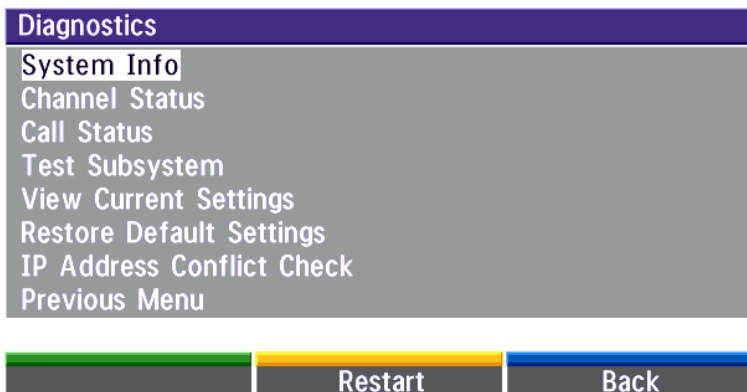 Diagnostics
System Info
Channel Status
Call Status
Test Subsystem
View Current Settings
Restore Default Settings
IP Address Conflict Check
Previous Menu
Restart Back